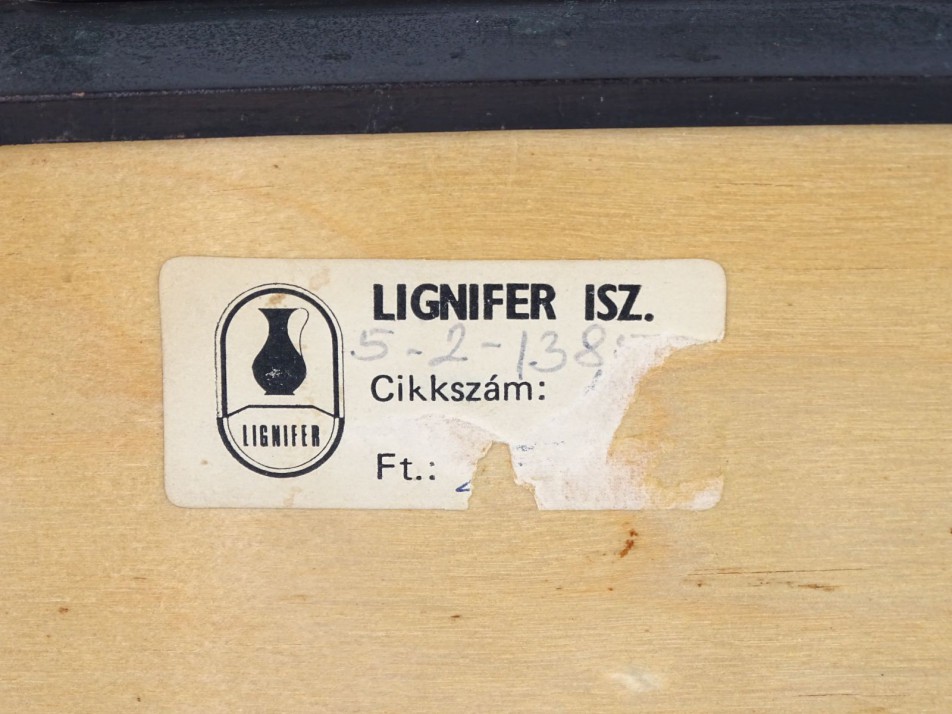 LIGNIFER ISZ.
5-2-138
Cikkszám:
LIGNIFER
Ft.: